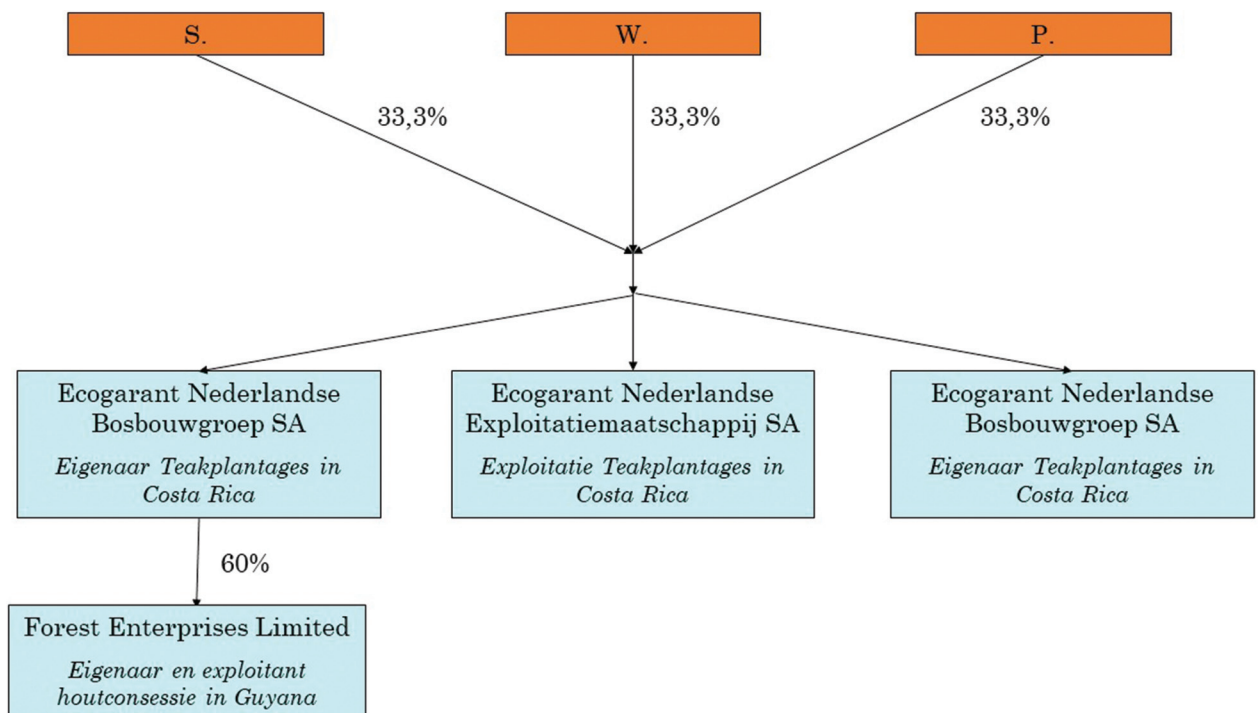 S.
W.
P.
33,3%
33,3%
33,3%
Ecogarant Nederlandse
Bosbouwgroep SA
Eigenaar Teakplantages in
Costa Rica
Ecogarant Nederlandse
Exploitatiemaatschappij SA
Exploitatie Teakplantages in
Costa Rica
Ecogarant Nederlandse
Bosbouwgroep SA
Eigenaar Teakplantages in
Costa Rica
60%
Forest Enterprises Limited
Eigenaar en exploitant
houtconsessie in Guyana